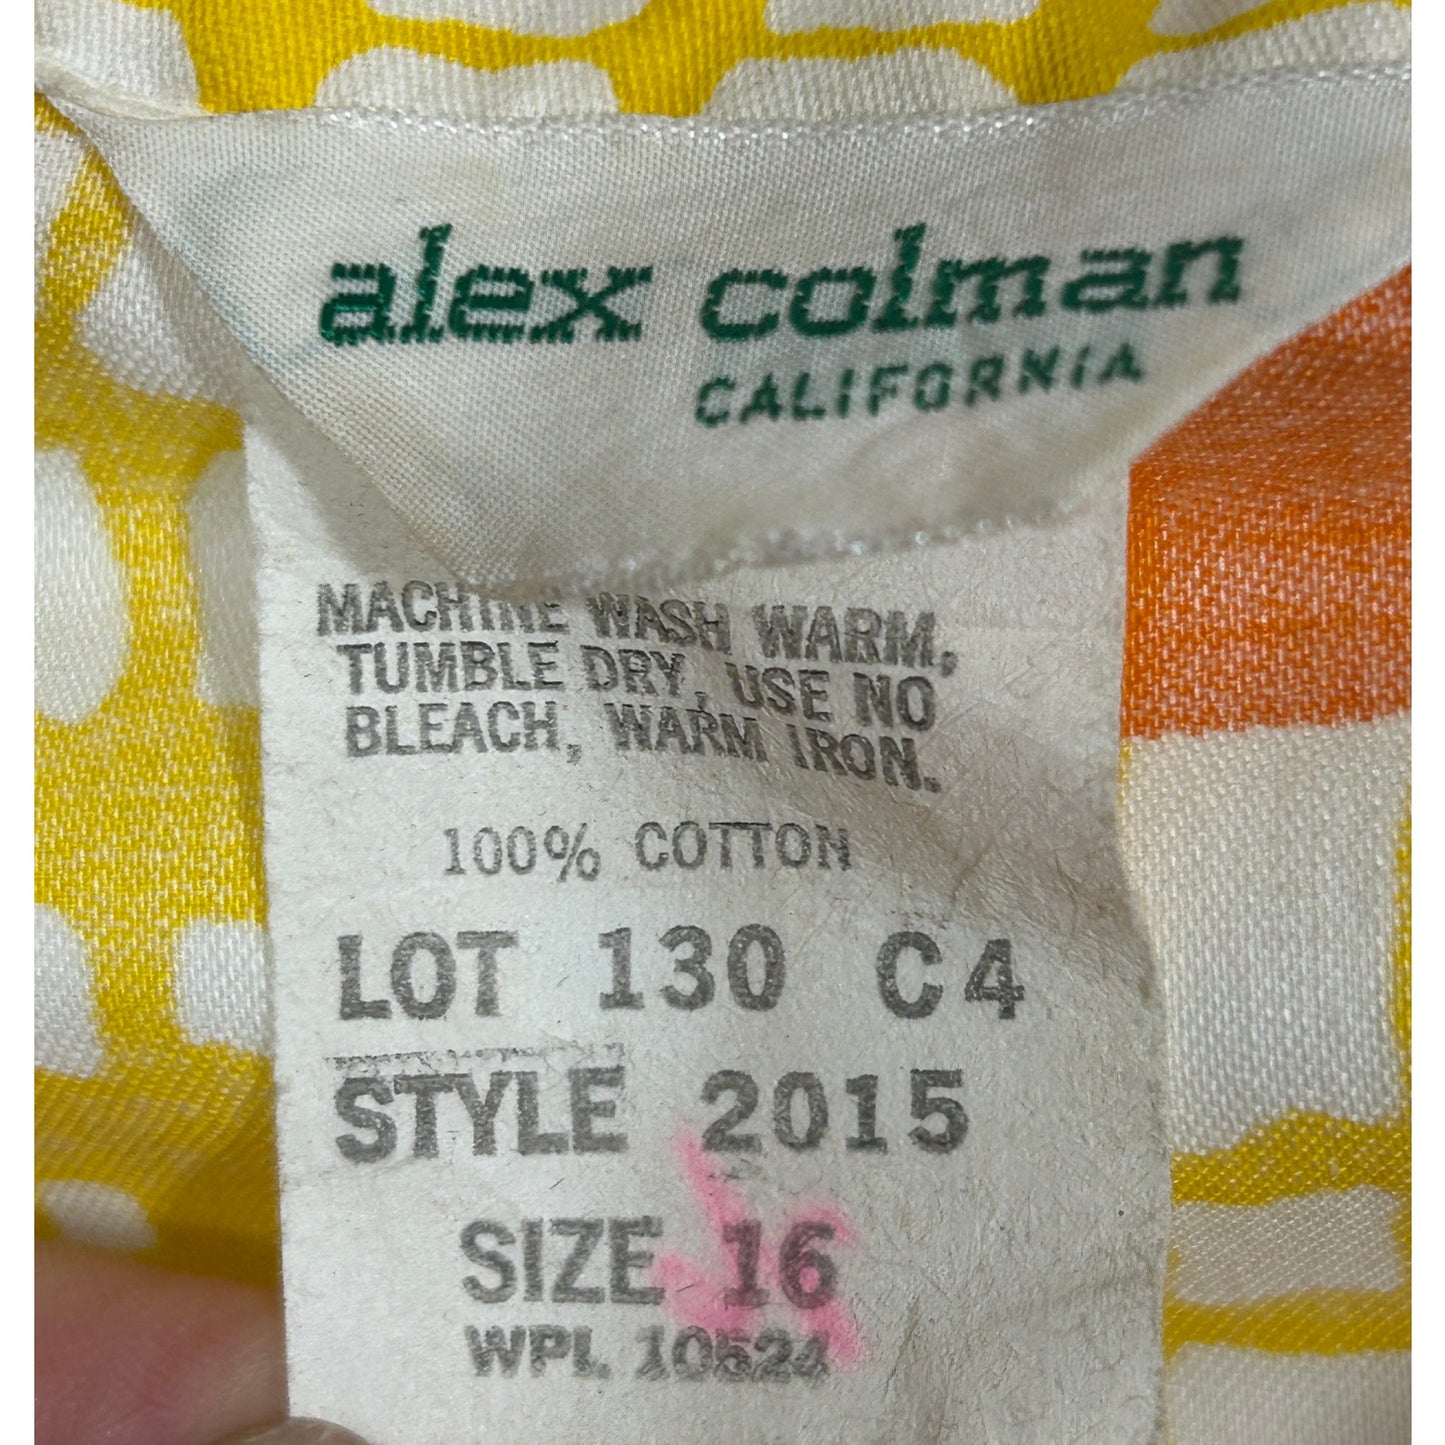 alex colman
CALIFORNIA
MACHINE WASH WARM,
TUMBLE DRY, USE NO
BLEACH, WARM IRON.
100% COTTON
LOT 130 C4
STYLE 2015
SIZE 16
WPL 10524